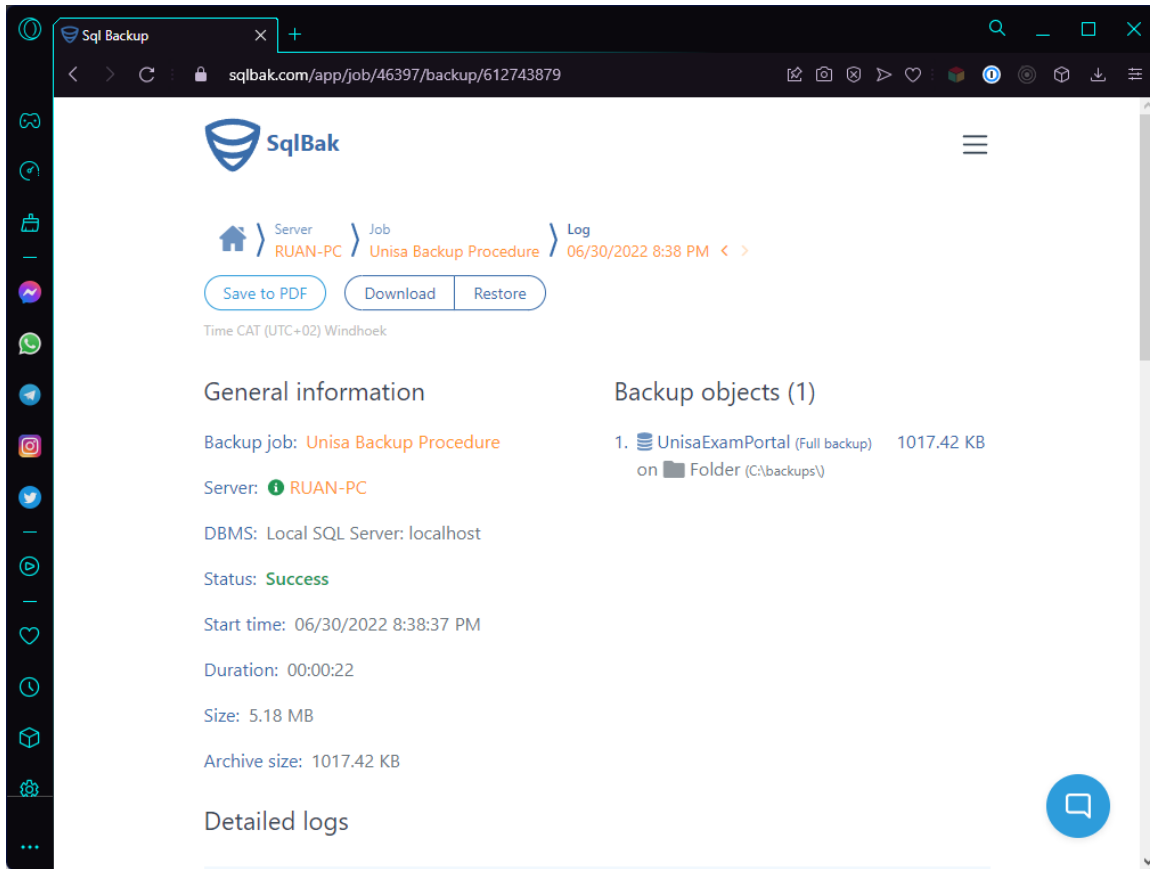 Sql Backup
sqlbak.com/app/job/46397/backup/612743879
SqlBak
Server
RUAN-PC
Job
Unisa Backup Procedure
Log
06/30/2022 8:38 PM < >
Save to PDF
Download
Restore
Time CAT (UTC+02) Windhoek
General information
Backup job: Unisa Backup Procedure
Server: RUAN-PC
DBMS: Local SQL Server: localhost
Status: Success
Start time: 06/30/2022 8:38:37 PM
Duration: 00:00:22
Size: 5.18 MB
Archive size: 1017.42 KB
Backup objects (1)
1. UnisaExamPortal (Full backup) 1017.42 KB
on Folder (C:\backups\)
Detailed logs